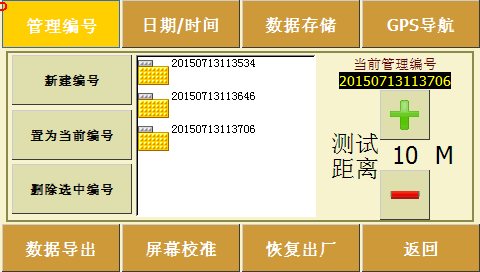 管理编号 日期/时间 数据存储 GPS导航
新建编号
置为当前编号
删除选中编号
20150713113534
20150713113646
20150713113706
当前管理编号
20150713113706
测试
距离 10 M
数据导出 屏幕校准 恢复出厂 返回